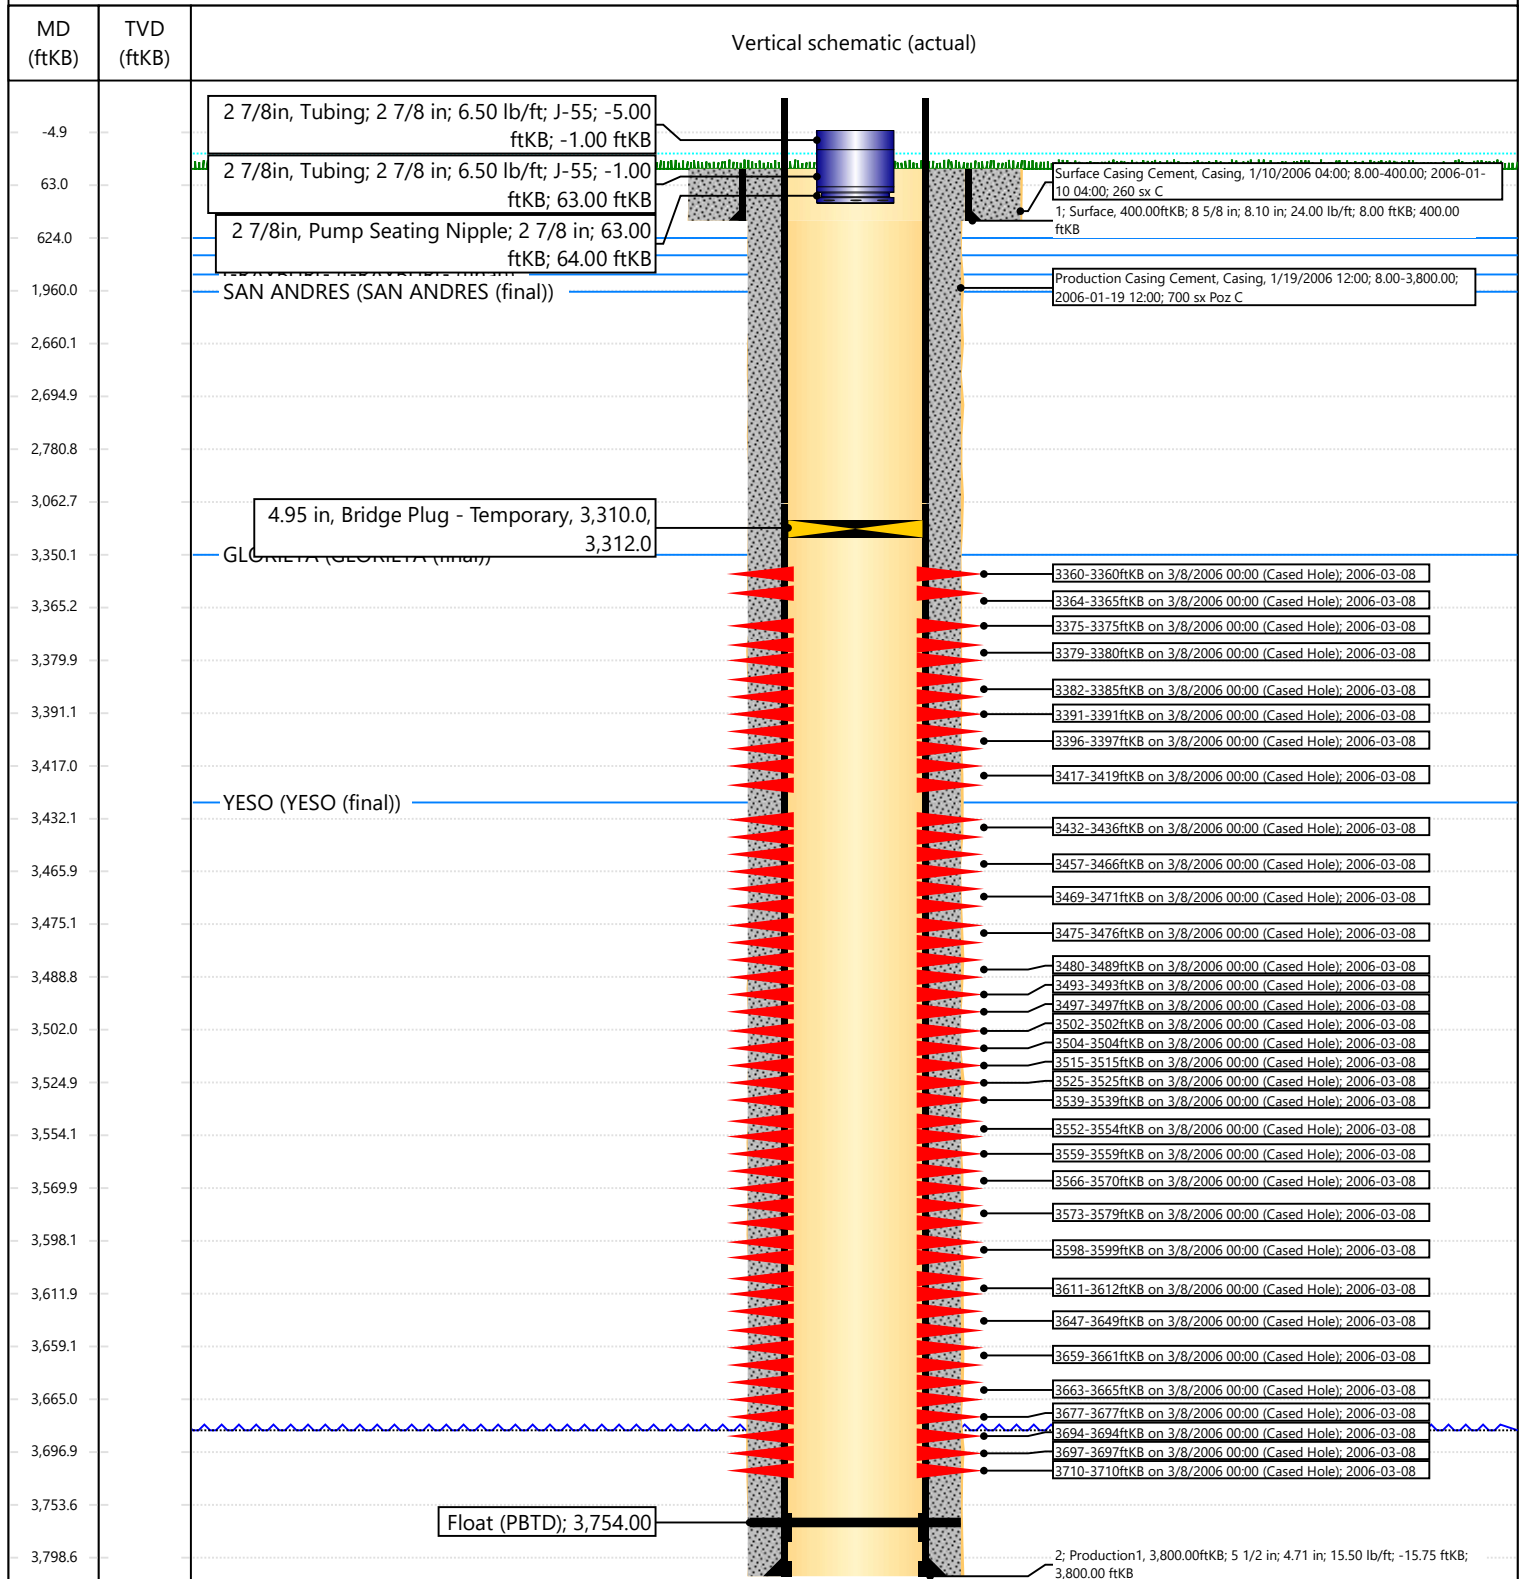 MD
(ftKB)
TVD
(ftKB)
Vertical schematic (actual)
-4.9
63.0
624.0
1,960.0
2,660.1
2,694.9
2,780.8
3,062.7
3,350.1
3,365.2
3,379.9
3,391.1
3,417.0
3,432.1
3,465.9
3,475.1
3,488.8
3,502.0
3,524.9
3,554.1
3,569.9
3,598.1
3,611.9
3,659.1
3,665.0
3,696.9
3,753.6
3,798.6
2 7/8in, Tubing; 2 7/8 in; 6.50 lb/ft; J-55; -5.00
ftKB; -1.00 ftKB
2 7/8in, Tubing; 2 7/8 in; 6.50 lb/ft; J-55; -1.00
ftKB; 63.00 ftKB
2 7/8in, Pump Seating Nipple; 2 7/8 in; 63.00
ftKB; 64.00 ftKB
SAN ANDRES (SAN ANDRES (final))
4.95 in, Bridge Plug - Temporary, 3,310.0,
3,312.0
GLORIETA (GLORIETA (final))
YESO (YESO (final))
Float (PBTD); 3,754.00
Surface Casing Cement, Casing, 1/10/2006 04:00; 8.00-400.00; 2006-01-
10 04:00; 260 sx C
1; Surface, 400.00ftKB; 8 5/8 in; 8.10 in; 24.00 lb/ft; 8.00 ftKB; 400.00
ftKB
Production Casing Cement, Casing, 1/19/2006 12:00; 8.00-3,800.00;
2006-01-19 12:00; 700 sx Poz C
3360-3360ftKB on 3/8/2006 00:00 (Cased Hole); 2006-03-08
3364-3365ftKB on 3/8/2006 00:00 (Cased Hole); 2006-03-08
3375-3375ftKB on 3/8/2006 00:00 (Cased Hole); 2006-03-08
3379-3380ftKB on 3/8/2006 00:00 (Cased Hole); 2006-03-08
3382-3385ftKB on 3/8/2006 00:00 (Cased Hole); 2006-03-08
3391-3391ftKB on 3/8/2006 00:00 (Cased Hole); 2006-03-08
3396-3397ftKB on 3/8/2006 00:00 (Cased Hole); 2006-03-08
3417-3419ftKB on 3/8/2006 00:00 (Cased Hole); 2006-03-08
3432-3436ftKB on 3/8/2006 00:00 (Cased Hole); 2006-03-08
3457-3466ftKB on 3/8/2006 00:00 (Cased Hole); 2006-03-08
3469-3471ftKB on 3/8/2006 00:00 (Cased Hole); 2006-03-08
3475-3476ftKB on 3/8/2006 00:00 (Cased Hole); 2006-03-08
3480-3489ftKB on 3/8/2006 00:00 (Cased Hole); 2006-03-08
3493-3493ftKB on 3/8/2006 00:00 (Cased Hole); 2006-03-08
3497-3497ftKB on 3/8/2006 00:00 (Cased Hole); 2006-03-08
3502-3502ftKB on 3/8/2006 00:00 (Cased Hole); 2006-03-08
3504-3504ftKB on 3/8/2006 00:00 (Cased Hole); 2006-03-08
3515-3515ftKB on 3/8/2006 00:00 (Cased Hole); 2006-03-08
3525-3525ftKB on 3/8/2006 00:00 (Cased Hole); 2006-03-08
3539-3539ftKB on 3/8/2006 00:00 (Cased Hole); 2006-03-08
3552-3554ftKB on 3/8/2006 00:00 (Cased Hole); 2006-03-08
3559-3559ftKB on 3/8/2006 00:00 (Cased Hole); 2006-03-08
3566-3570ftKB on 3/8/2006 00:00 (Cased Hole); 2006-03-08
3573-3579ftKB on 3/8/2006 00:00 (Cased Hole); 2006-03-08
3598-3599ftKB on 3/8/2006 00:00 (Cased Hole); 2006-03-08
3611-3612ftKB on 3/8/2006 00:00 (Cased Hole); 2006-03-08
3647-3649ftKB on 3/8/2006 00:00 (Cased Hole); 2006-03-08
3659-3661ftKB on 3/8/2006 00:00 (Cased Hole); 2006-03-08
3663-3665ftKB on 3/8/2006 00:00 (Cased Hole); 2006-03-08
3677-3677ftKB on 3/8/2006 00:00 (Cased Hole); 2006-03-08
3694-3694ftKB on 3/8/2006 00:00 (Cased Hole); 2006-03-08
3697-3697ftKB on 3/8/2006 00:00 (Cased Hole); 2006-03-08
3710-3710ftKB on 3/8/2006 00:00 (Cased Hole); 2006-03-08
2; Production1, 3,800.00ftKB; 5 1/2 in; 4.71 in; 15.50 lb/ft; -15.75 ftKB;
3,800.00 ftKB